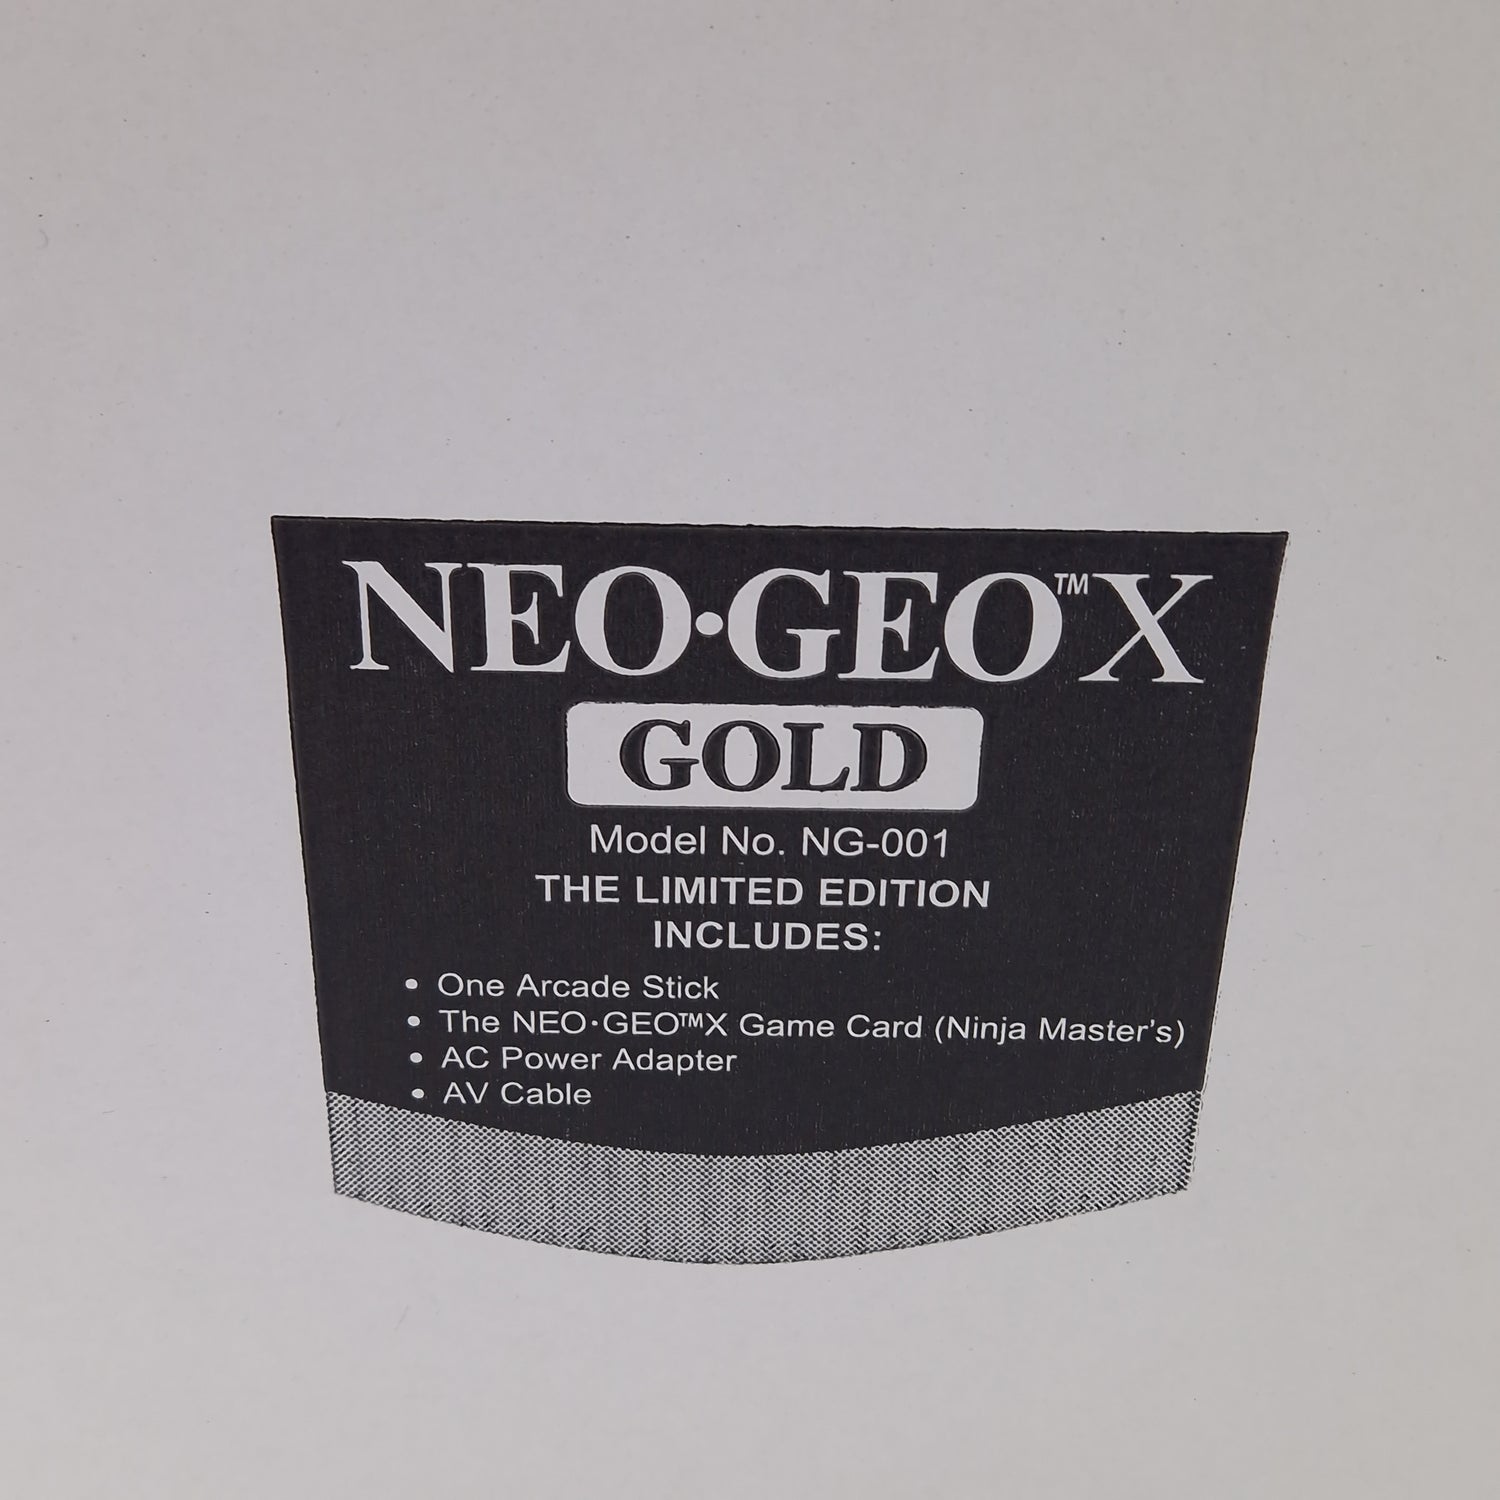 NEO•GEO™X
GOLD
Model No. NG-001
THE LIMITED EDITION
INCLUDES:
• One Arcade Stick
• The NEO•GEO™X Game Card (Ninja Master's)
• AC Power Adapter
• AV Cable